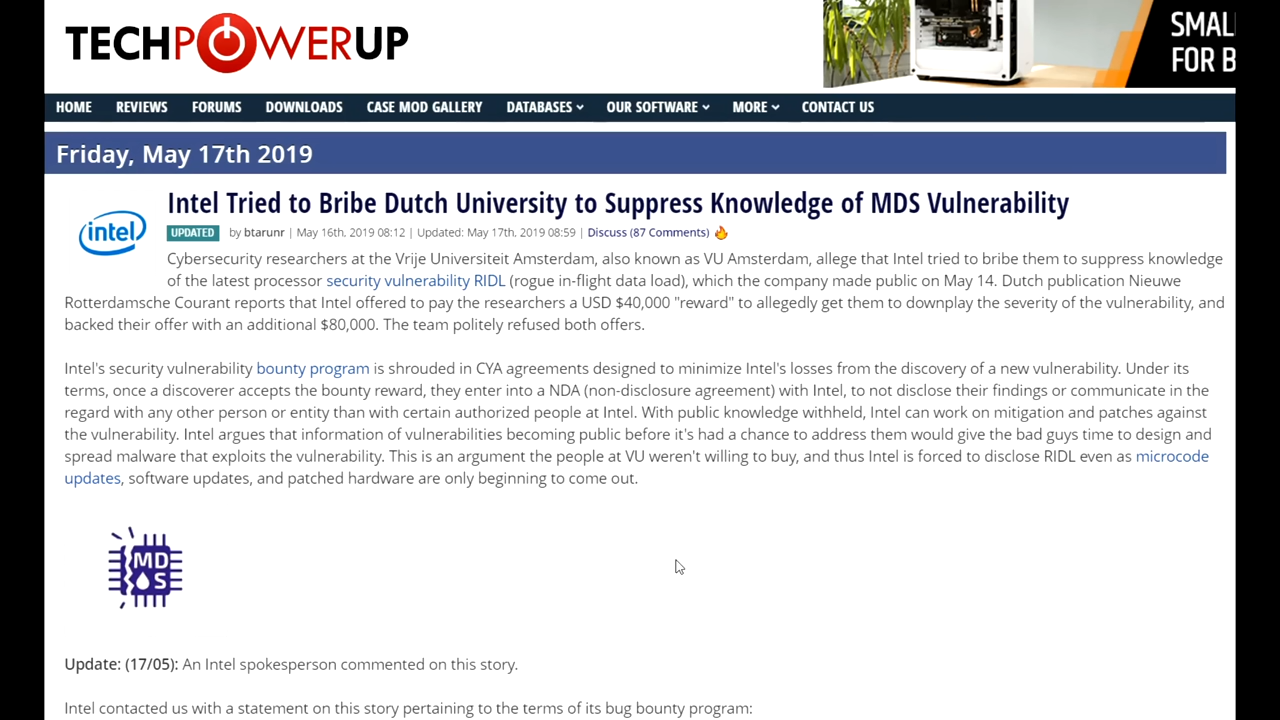 TECHPOWERUP
SMAL
FOR B
HOME REVIEWS FORUMS DOWNLOADS CASE MOD GALLERY DATABASES OUR SOFTWARE MORE CONTACT US
Friday, May 17th 2019
intel
Intel Tried to Bribe Dutch University to Suppress Knowledge of MDS Vulnerability
UPDATED by btarunr | May 16th, 2019 08:12 | Updated: May 17th, 2019 08:59 | Discuss (87 Comments)
Cybersecurity researchers at the Vrije Universiteit Amsterdam, also known as VU Amsterdam, allege that Intel tried to bribe them to suppress knowledge
of the latest processor security vulnerability RIDL (rogue in-flight data load), which the company made public on May 14. Dutch publication Nieuwe
Rotterdamsche Courant reports that Intel offered to pay the researchers a USD $40,000 "reward" to allegedly get them to downplay the severity of the vulnerability, and
backed their offer with an additional $80,000. The team politely refused both offers.
Intel's security vulnerability bounty program is shrouded in CYA agreements designed to minimize Intel's losses from the discovery of a new vulnerability. Under its
terms, once a discoverer accepts the bounty reward, they enter into a NDA (non-disclosure agreement) with Intel, to not disclose their findings or communicate in the
regard with any other person or entity than with certain authorized people at Intel. With public knowledge withheld, Intel can work on mitigation and patches against
the vulnerability. Intel argues that information of vulnerabilities becoming public before it's had a chance to address them would give the bad guys time to design and
spread malware that exploits the vulnerability. This is an argument the people at VU weren't willing to buy, and thus Intel is forced to disclose RIDL even as microcode
updates, software updates, and patched hardware are only beginning to come out.
MD
S
Update: (17/05): An Intel spokesperson commented on this story.
Intel contacted us with a statement on this story pertaining to the terms of its bug bounty program: